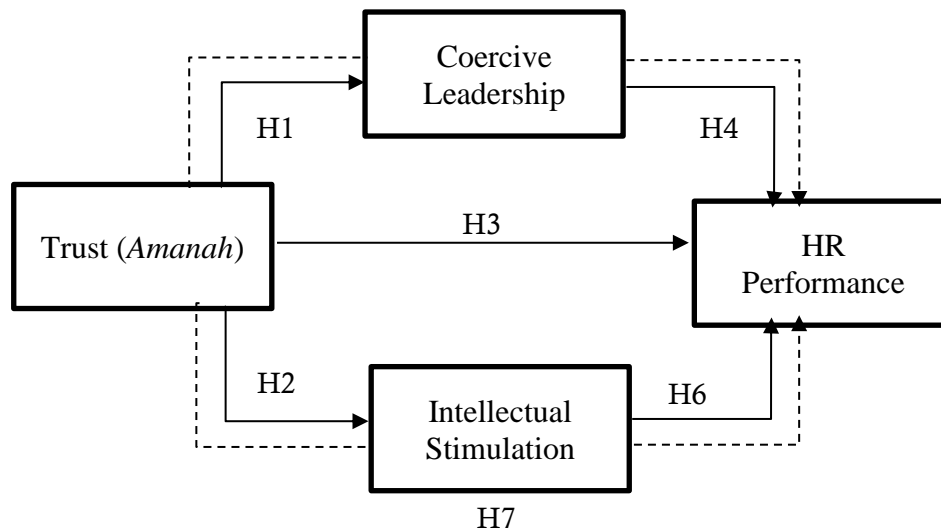 Coercive
Leadership
H1
H4
Trust (Amanah)
H3
HR
Performance
H2
Intellectual
Stimulation
H6
H7